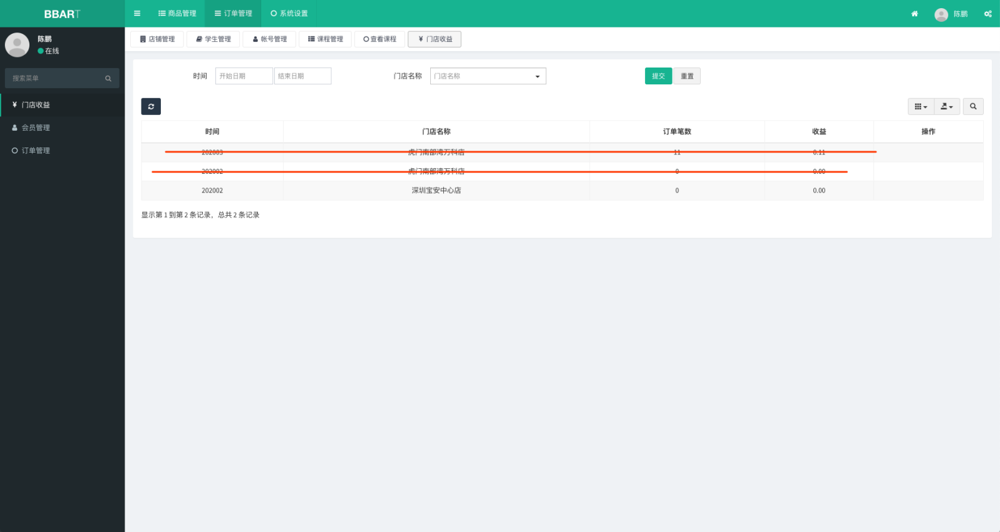 BBART
商品管理
订单管理
系统设置
陈鹏
陈鹏
在线
搜索菜单
门店收益
会员管理
订单管理
店铺管理
学生管理
帐号管理
课程管理
查看课程
¥ 门店收益
时间 开始日期 结束日期 门店名称 门店名称 提交 重置
时间 门店名称 订单笔数 收益 操作
202003 虎门南部湾万科店 11 0.11
202002 虎门南部湾万科店 0 0.00
202002 深圳宝安中心店 0 0.00
显示第 1 到第 2 条记录，总共 2 条记录